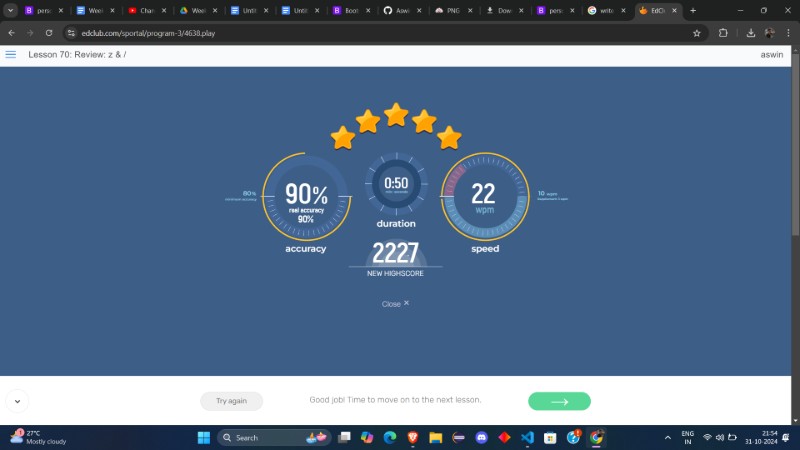 pers
Wee
Chan
Wee
Untit
Untit
Boot
Aswi
PNG
Dow
pers
write
EdCl
edclub.com/sportal/program-3/4638.play
Lesson 70: Review: z & /
aswin
80%
minimum accuracy
90%
real accuracy
90%
accuracy
0:50
duration
22
wpm
speed
10 wpm
2227
NEW HIGHSCORE
Close ×
Try again
Good job! Time to move on to the next lesson.
27°C
Mostly cloudy
Search
ENG
IN
21:54
31-10-2024